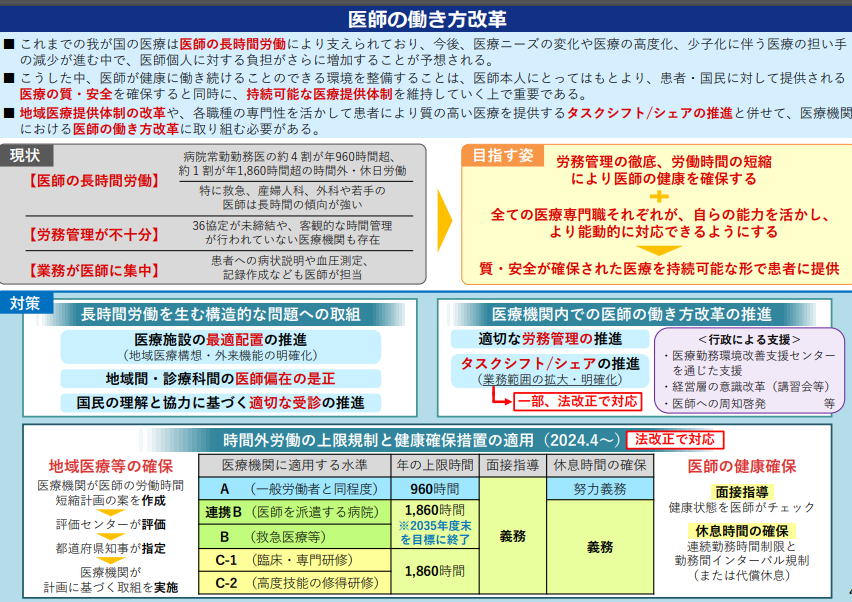 医師の働き方改革
■ これまでの我が国の医療は医師の長時間労働により支えられており、今後、医療ニーズの変化や医療の高度化、少子化に伴う医療の担い手
の減少が進む中で、医師個人に対する負担がさらに増加することが予想される。
■ こうした中、医師が健康に働き続けることのできる環境を整備することは、医師本人にとってはもとより、患者・国民に対して提供される
医療の質・安全を確保すると同時に、持続可能な医療提供体制を維持していく上で重要である。
■ 地域医療提供体制の改革や、各職種の専門性を活かして患者により質の高い医療を提供するタスクシフト/シェアの推進と併せて、医療機関
における医師の働き方改革に取り組む必要がある。
現状
【医師の長時間労働】
病院常勤勤務医の約４割が年960時間超、
約１割が年1,860時間超の時間外・休日労働
特に救急、産婦人科、外科や若手の
医師は長時間の傾向が強い
【労務管理が不十分】
36協定が未締結や、客観的な時間管理
が行われていない医療機関も存在
【業務が医師に集中】
患者への病状説明や血圧測定、
記録作成なども医師が担当
目指す姿
労務管理の徹底、労働時間の短縮
により医師の健康を確保する
＋
全ての医療専門職それぞれが、自らの能力を活かし、
より能動的に対応できるようにする
質・安全が確保された医療を持続可能な形で患者に提供
対策
長時間労働を生む構造的な問題への取組
医療施設の最適配置の推進
（地域医療構想・外来機能の明確化）
地域間・診療科間の医師偏在の是正
国民の理解と協力に基づく適切な受診の推進
医療機関内での医師の働き方改革の推進
適切な労務管理の推進
タスクシフト/シェアの推進
（業務範囲の拡大・明確化）
一部、法改正で対応
＜行政による支援＞
・医療勤務環境改善支援センター
を通じた支援
・経営層の意識改革（講習会等）
・医師への周知啓発　等
時間外労働の上限規制と健康確保措置の適用（2024.4～）
法改正で対応
地域医療等の確保
医療機関が医師の労働時間
短縮計画の案を作成
評価センターが評価
都道府県知事が指定
医療機関が
計画に基づく取組を実施
医療機関に適用する水準 年の上限時間 面接指導 休息時間の確保
A （一般労働者と同程度） 960時間 義務 努力義務
連携B （医師を派遣する病院） 1,860時間 義務
※2035年度末
を目標に終了
B （救急医療等）
C-1 （臨床・専門研修） 1,860時間
C-2 （高度技能の修得研修）
医師の健康確保
面接指導
健康状態を医師がチェック
休息時間の確保
連続勤務時間制限と
勤務間インターバル規制
（または代償休息）